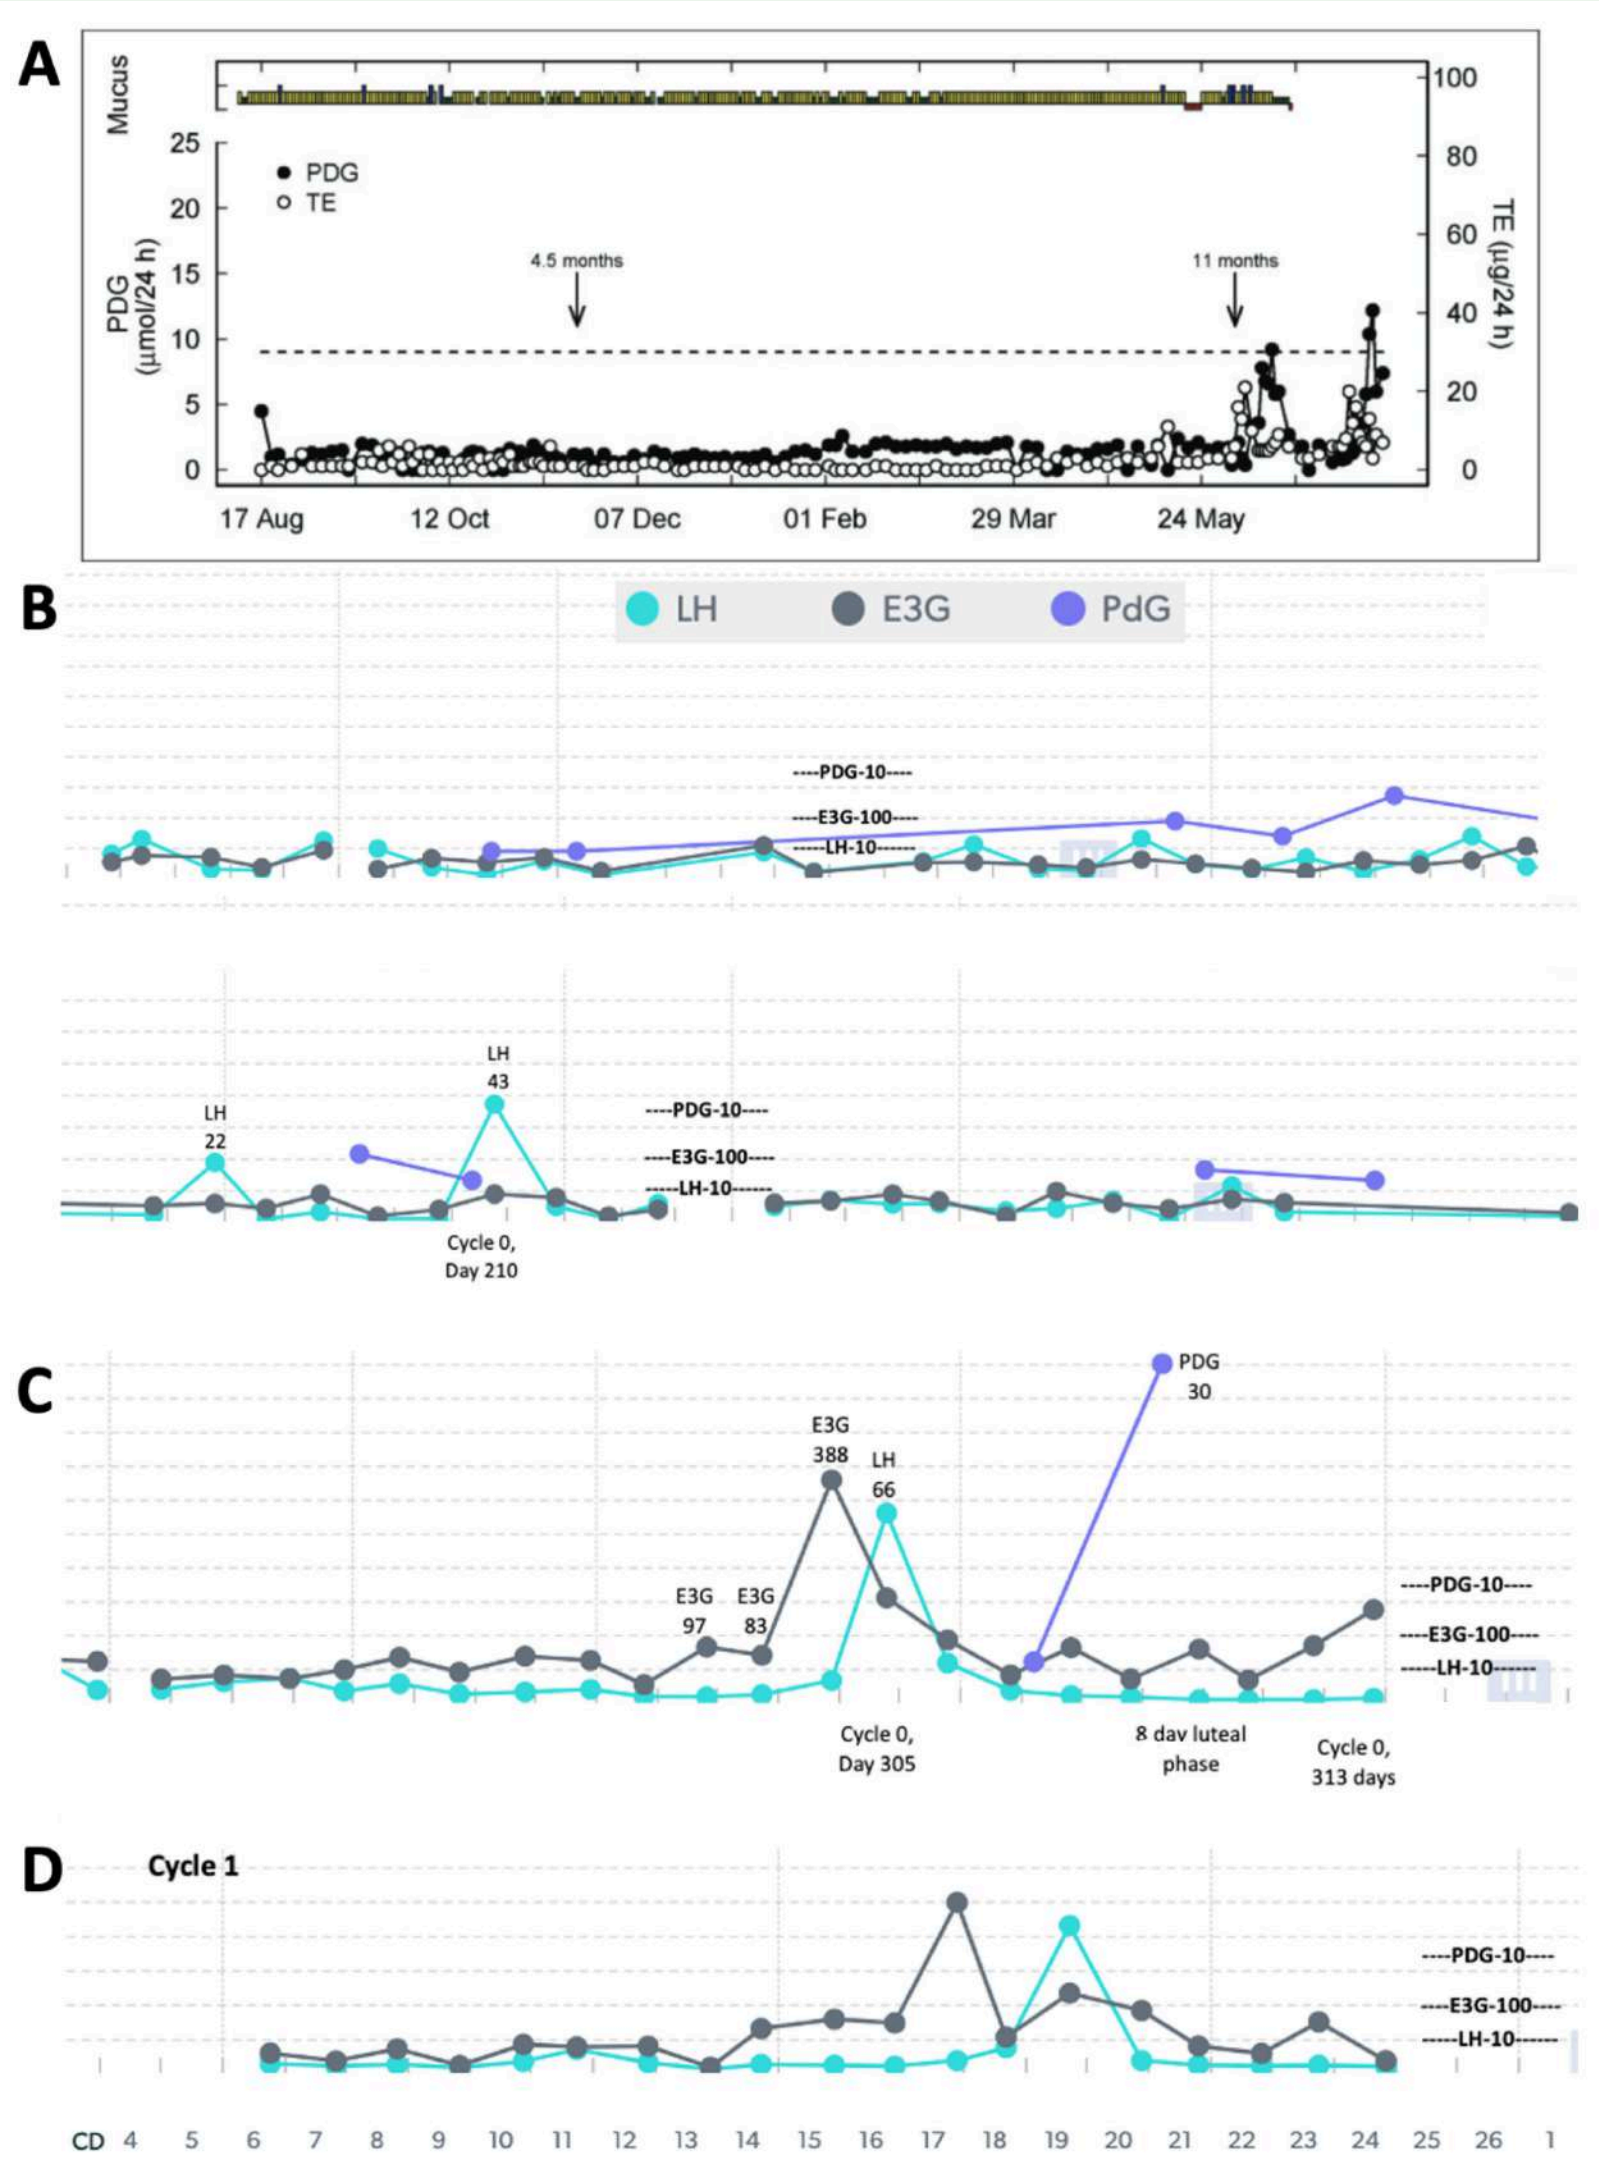 A
Mucus
100
25
PDG
TE
80
20
60
15
4.5 months
11 months
PDG
(µmol/24 h)
TE (µg/24 h)
10
40
5
20
0
0
17 Aug
12 Oct
07 Dec
01 Feb
29 Mar
24 May
B
LH
E3G
PdG
----PDG-10----
----E3G-100----
-----LH-10-----
LH
43
LH
22
----PDG-10----
----E3G-100----
-----LH-10------
Cycle 0,
Day 210
C
PDG
30
E3G
388
LH
66
E3G
97
E3G
83
----PDG-10----
----E3G-100----
-----LH-10------
Cycle 0,
Day 305
8 dav luteal
phase
Cycle 0,
313 days
D
Cycle 1
----PDG-10----
----E3G-100----
-----LH-10------
CD 4 5 6 7 8 9 10 11 12 13 14 15 16 17 18 19 20 21 22 23 24 25 26 1